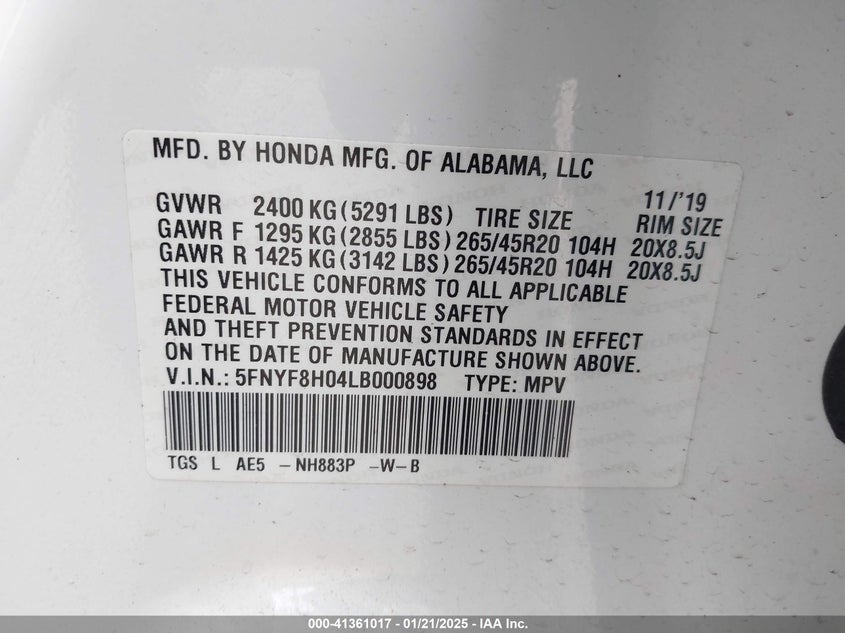 MFD. BY HONDA MFG. OF ALABAMA, LLC
11/'19
GVWR 2400 KG (5291 LBS) TIRE SIZE RIM SIZE
GAWR F 1295 KG (2855 LBS) 265/45R20 104H 20X8.5J
GAWR R 1425 KG (3142 LBS) 265/45R20 104H 20X8.5J
THIS VEHICLE CONFORMS TO ALL APPLICABLE
FEDERAL MOTOR VEHICLE SAFETY
AND THEFT PREVENTION STANDARDS IN EFFECT
ON THE DATE OF MANUFACTURE SHOWN ABOVE.
V.I.N.: 5FNYF8H04LB000898 TYPE: MPV
TGS L AE5 -NH883P -W-B
000-41361017 - 01/21/2025 - IAA Inc.